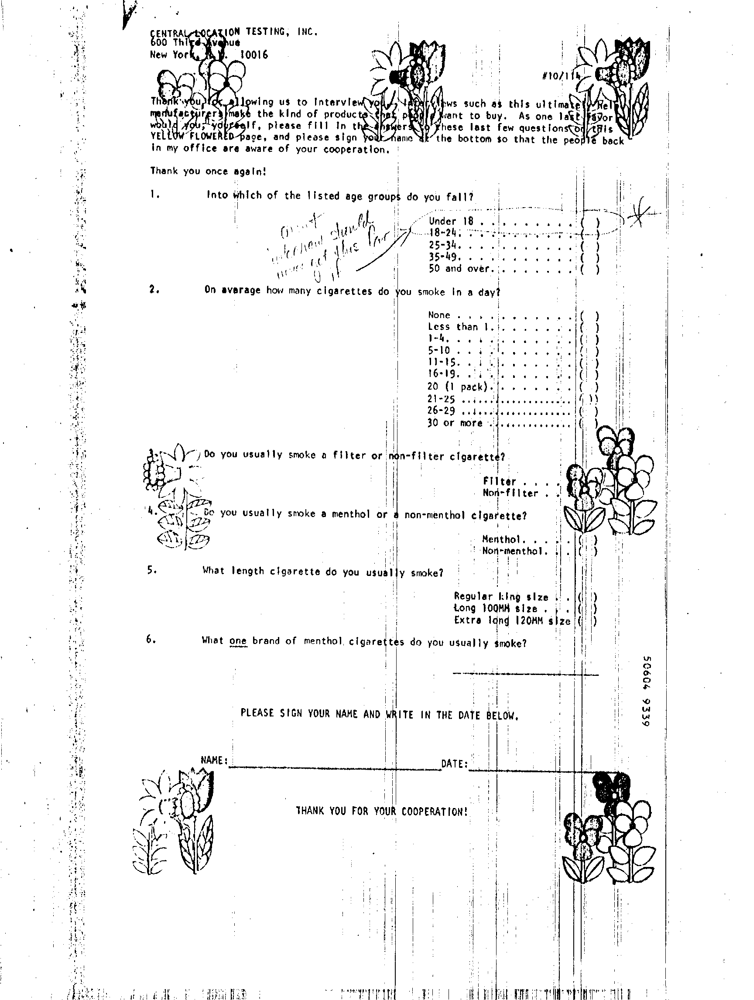 CENTRAL LOCATION TESTING, INC.
600 Third Avenue
New York, N.Y. 10016
#10/114
Thank you for allowing us to interview you. Interviews such as this ultimately help
manufacturers make the kind of products that people want to buy. As one last favor
would you, yourself, please fill in the answers to these last few questions on this
YELLOW FLOWERED page, and please sign your name at the bottom so that the people back
in my office are aware of your cooperation.
Thank you once again!
1. Into which of the listed age groups do you fall?
Under 18 . . . . . . . . . ( )
18-24. . . . . . . . . . . ( )
25-34. . . . . . . . . . . ( )
35-49. . . . . . . . . . . ( )
50 and over. . . . . . . . ( )
interview should
never get this far
if
2. On average how many cigarettes do you smoke in a day?
None . . . . . . . . . . . ( )
Less than 1. . . . . . . . ( )
1-4. . . . . . . . . . . . ( )
5-10 . . . . . . . . . . . ( )
11-15. . . . . . . . . . . ( )
16-19. . . . . . . . . . . ( )
20 (1 pack). . . . . . . . ( )
21-25 ..................... ( )
26-29 ..................... ( )
30 or more ................ ( )
3. Do you usually smoke a filter or non-filter cigarette?
Filter . . . . ( )
Non-filter . . ( )
4. Do you usually smoke a menthol or a non-menthol cigarette?
Menthol. . . . ( )
Non-menthol. . ( )
5. What length cigarette do you usually smoke?
Regular king size . . ( )
Long 100MM size . . . ( )
Extra long 120MM size ( )
6. What one brand of menthol cigarettes do you usually smoke?
50604 9339
PLEASE SIGN YOUR NAME AND WRITE IN THE DATE BELOW.
NAME: DATE:
THANK YOU FOR YOUR COOPERATION!